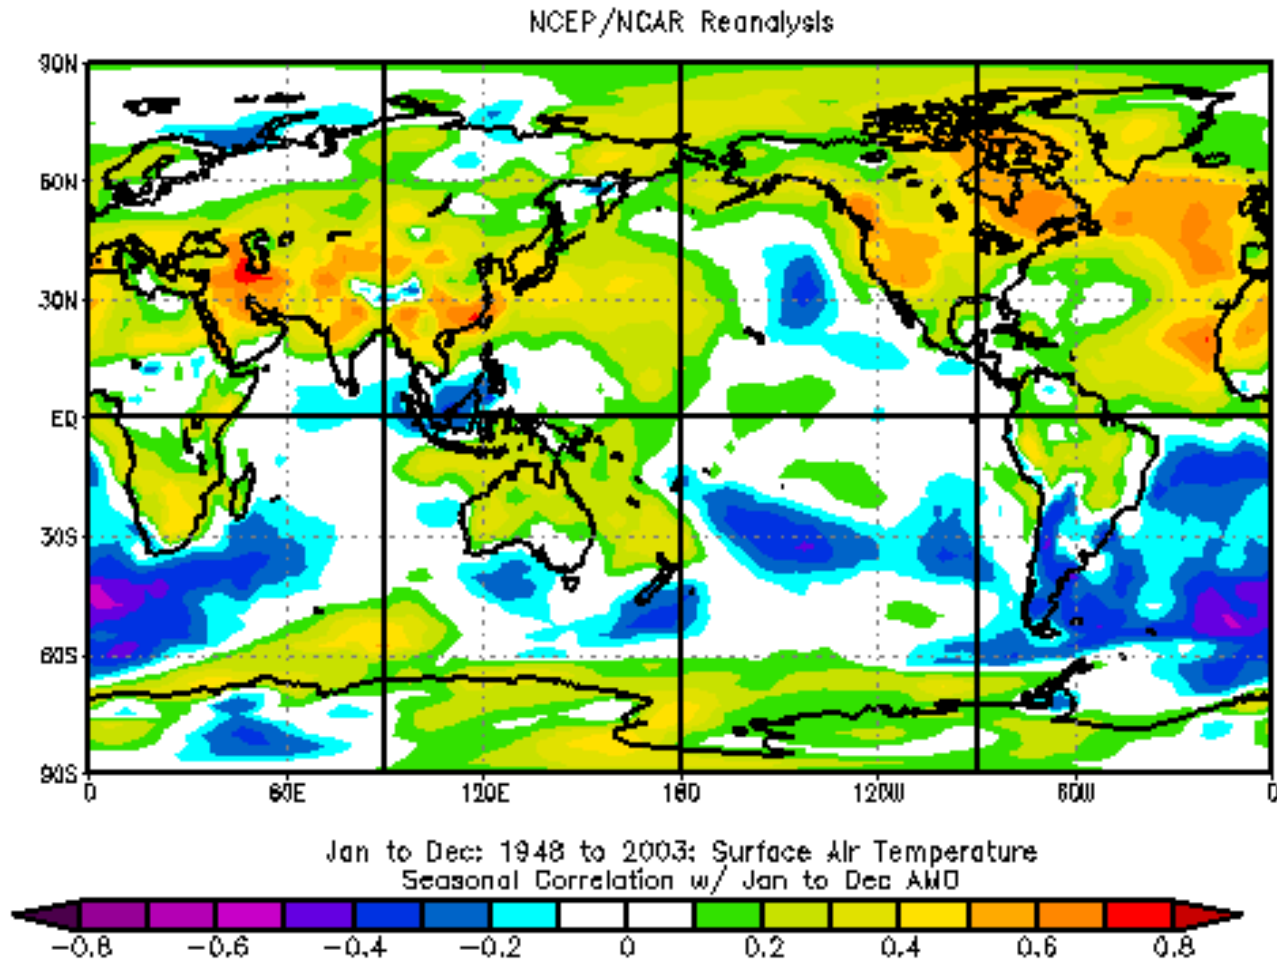 NCEP/NCAR Reanalysis
90N
60N
30N
EQ
30S
60S
90S
0 60E 120E 180 120W 60W 0
Jan to Dec: 1948 to 2003: Surface Air Temperature
Seasonal Correlation w/ Jan to Dec AMO
-0.8 -0.6 -0.4 -0.2 0 0.2 0.4 0.6 0.8